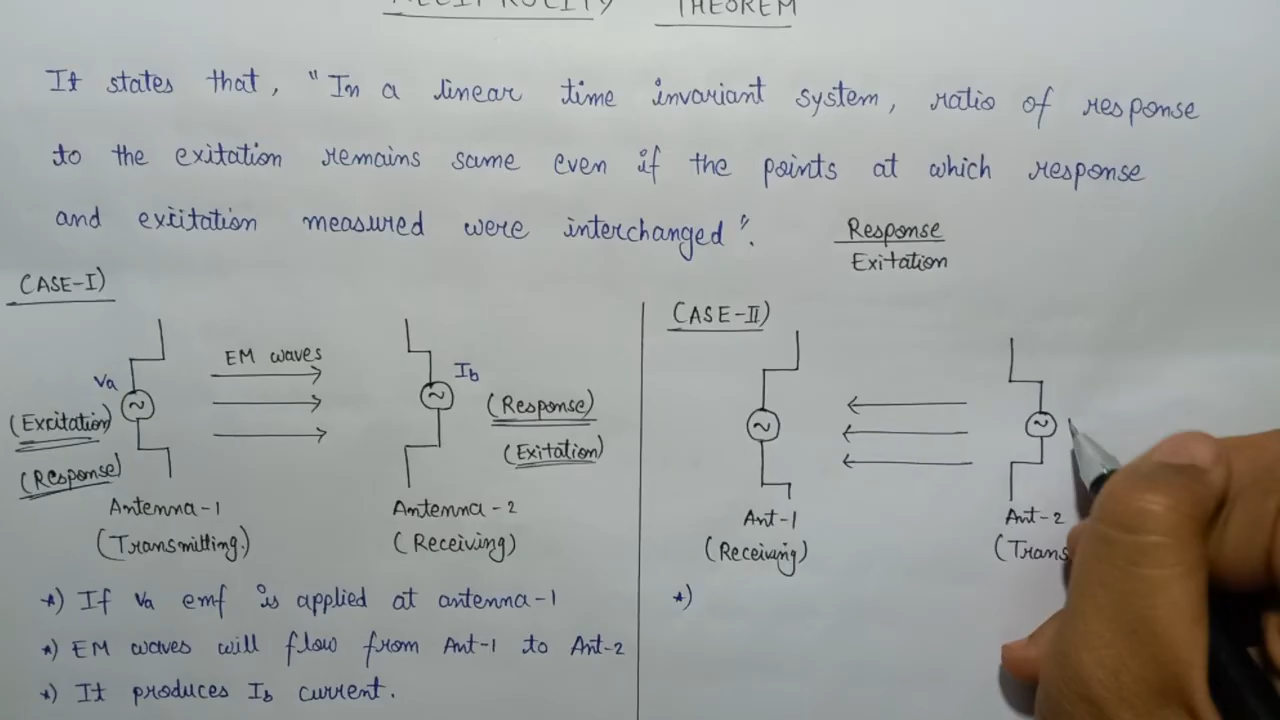 RECIPROCITY THEOREM
It states that, "In a linear time invariant system, ratio of response
to the exitation remains same even if the points at which response
and exiitation measured were interchanged".
Response
Exitation
CASE-I)
Va
(Excitation)
(Response)
EM waves
Ib
(Response)
(Exitation)
Antenna-1
(Transmitting.)
Antenna-2
(Receiving)
*) If Va emf is applied at antenna-1
*) EM waves will flow from Ant-1 to Ant-2
*) It produces Ib current.
CASE-II)
Ant-1
(Receiving)
Ant-2
(Trans
*)